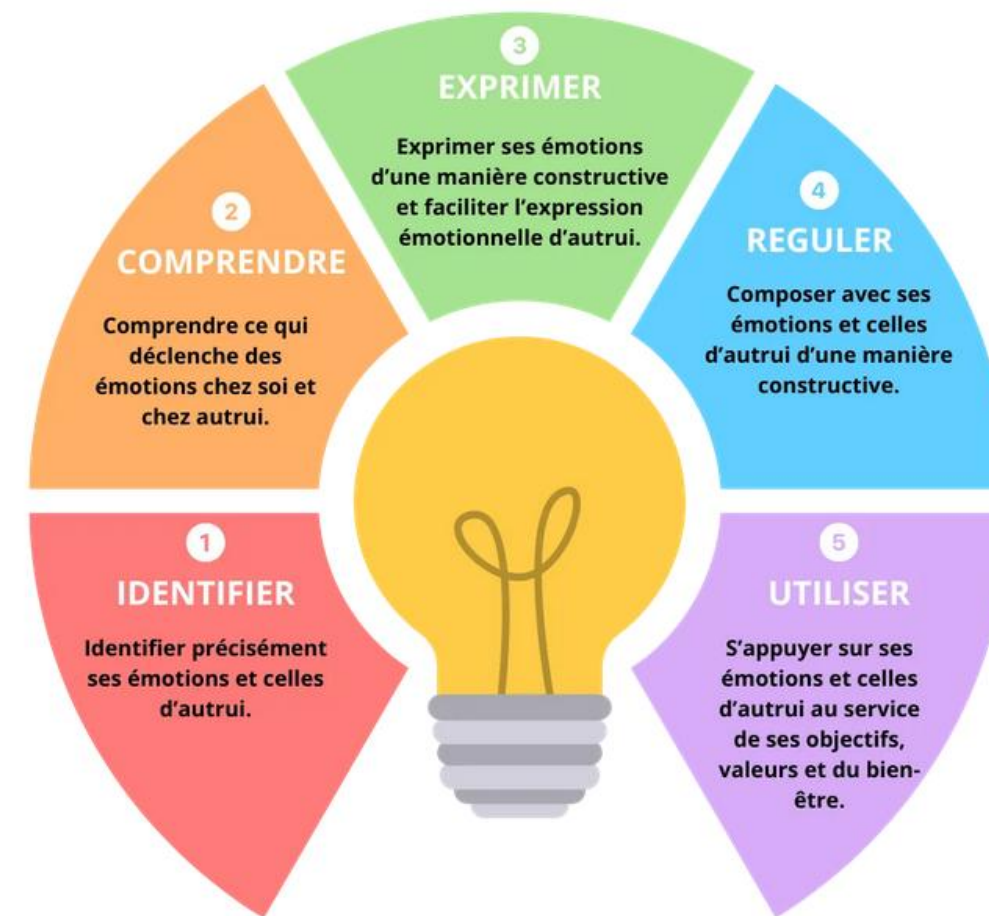 1
IDENTIFIER
Identifier précisément
ses émotions et celles
d'autrui.
2
COMPRENDRE
Comprendre ce qui
déclenche des
émotions chez soi et
chez autrui.
3
EXPRIMER
Exprimer ses émotions
d'une manière constructive
et faciliter l'expression
émotionnelle d'autrui.
4
REGULER
Composer avec ses
émotions et celles
d'autrui d'une manière
constructive.
5
UTILISER
S'appuyer sur ses
émotions et celles
d'autrui au service
de ses objectifs,
valeurs et du bien-
être.